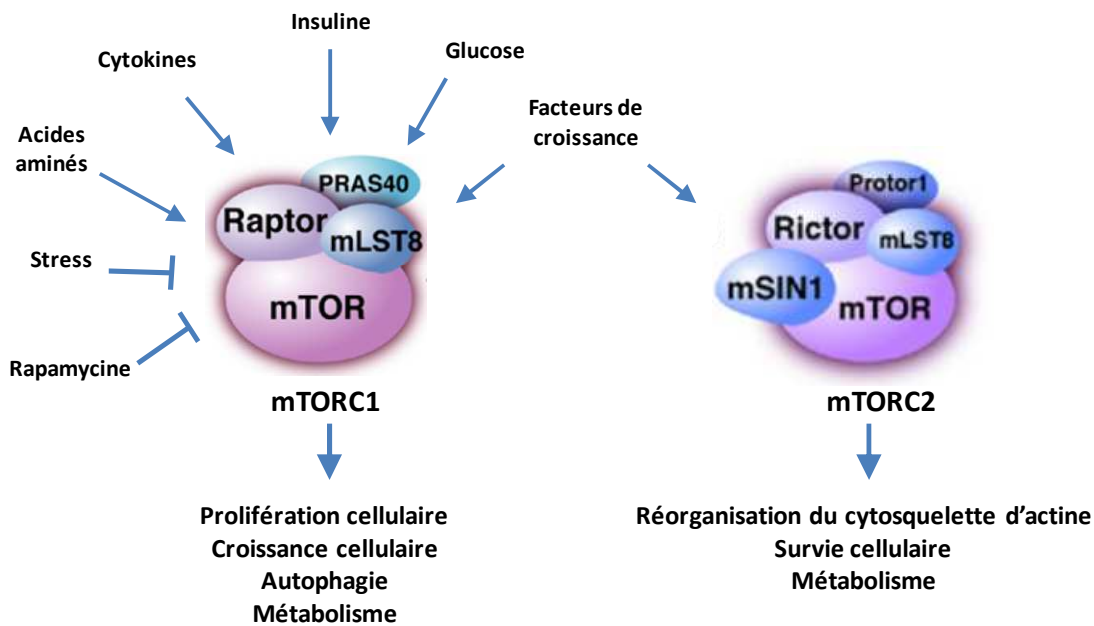 Insuline
Cytokines
Glucose
Facteurs de
croissance
Acides
aminés
Stress
Rapamycine
PRAS40
Raptor
mLST8
mTOR
mTORC1
Prolifération cellulaire
Croissance cellulaire
Autophagie
Métabolisme
Protor1
Rictor
mLST8
mSIN1
mTOR
mTORC2
Réorganisation du cytosquelette d’actine
Survie cellulaire
Métabolisme